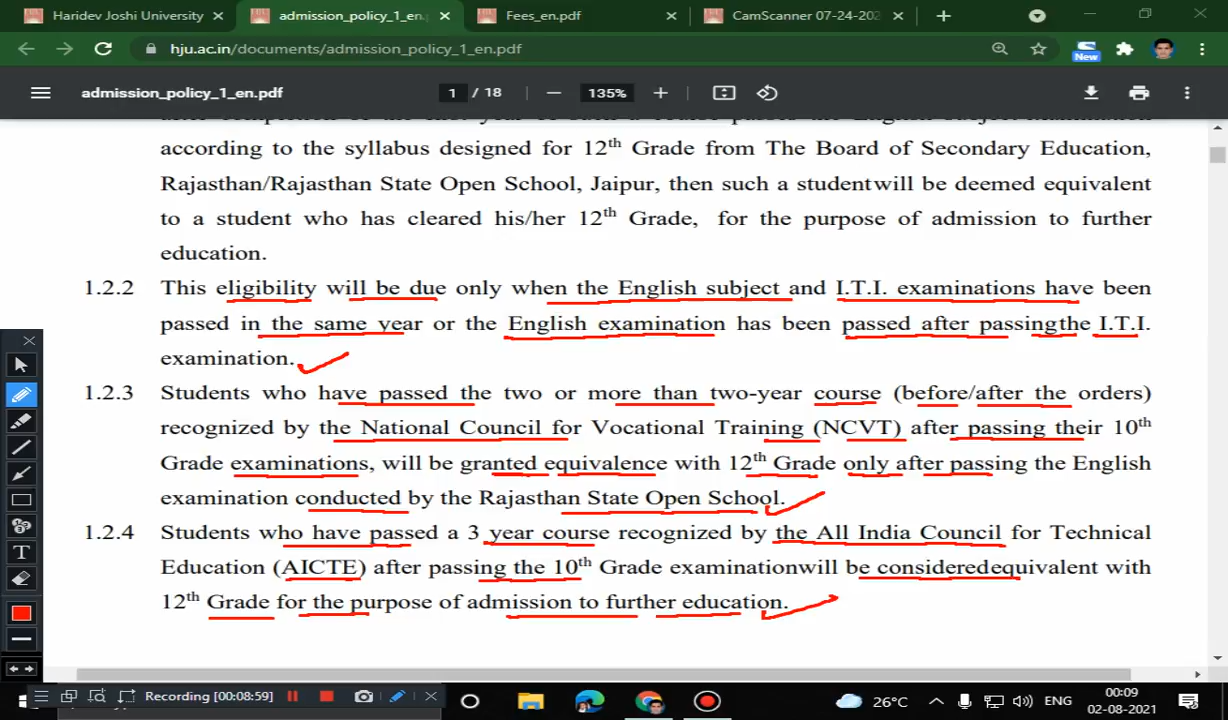 Haridev Joshi University
admission_policy_1_en.
Fees_en.pdf
CamScanner 07-24-202
hju.ac.in/documents/admission_policy_1_en.pdf
New
admission_policy_1_en.pdf
1 / 18
135%
according to the syllabus designed for 12th Grade from The Board of Secondary Education,
Rajasthan/Rajasthan State Open School, Jaipur, then such a studentwill be deemed equivalent
to a student who has cleared his/her 12th Grade, for the purpose of admission to further
education.
1.2.2 This eligibility will be due only when the English subject and I.T.I. examinations have been
passed in the same year or the English examination has been passed after passingthe I.T.I.
examination.
1.2.3 Students who have passed the two or more than two-year course (before/after the orders)
recognized by the National Council for Vocational Training (NCVT) after passing their 10th
Grade examinations, will be granted equivalence with 12th Grade only after passing the English
examination conducted by the Rajasthan State Open School.
1.2.4 Students who have passed a 3 year course recognized by the All India Council for Technical
Education (AICTE) after passing the 10th Grade examinationwill be consideredequivalent with
12th Grade for the purpose of admission to further education.
T
Recording [00:08:59]
26°C
ENG
00:09
02-08-2021